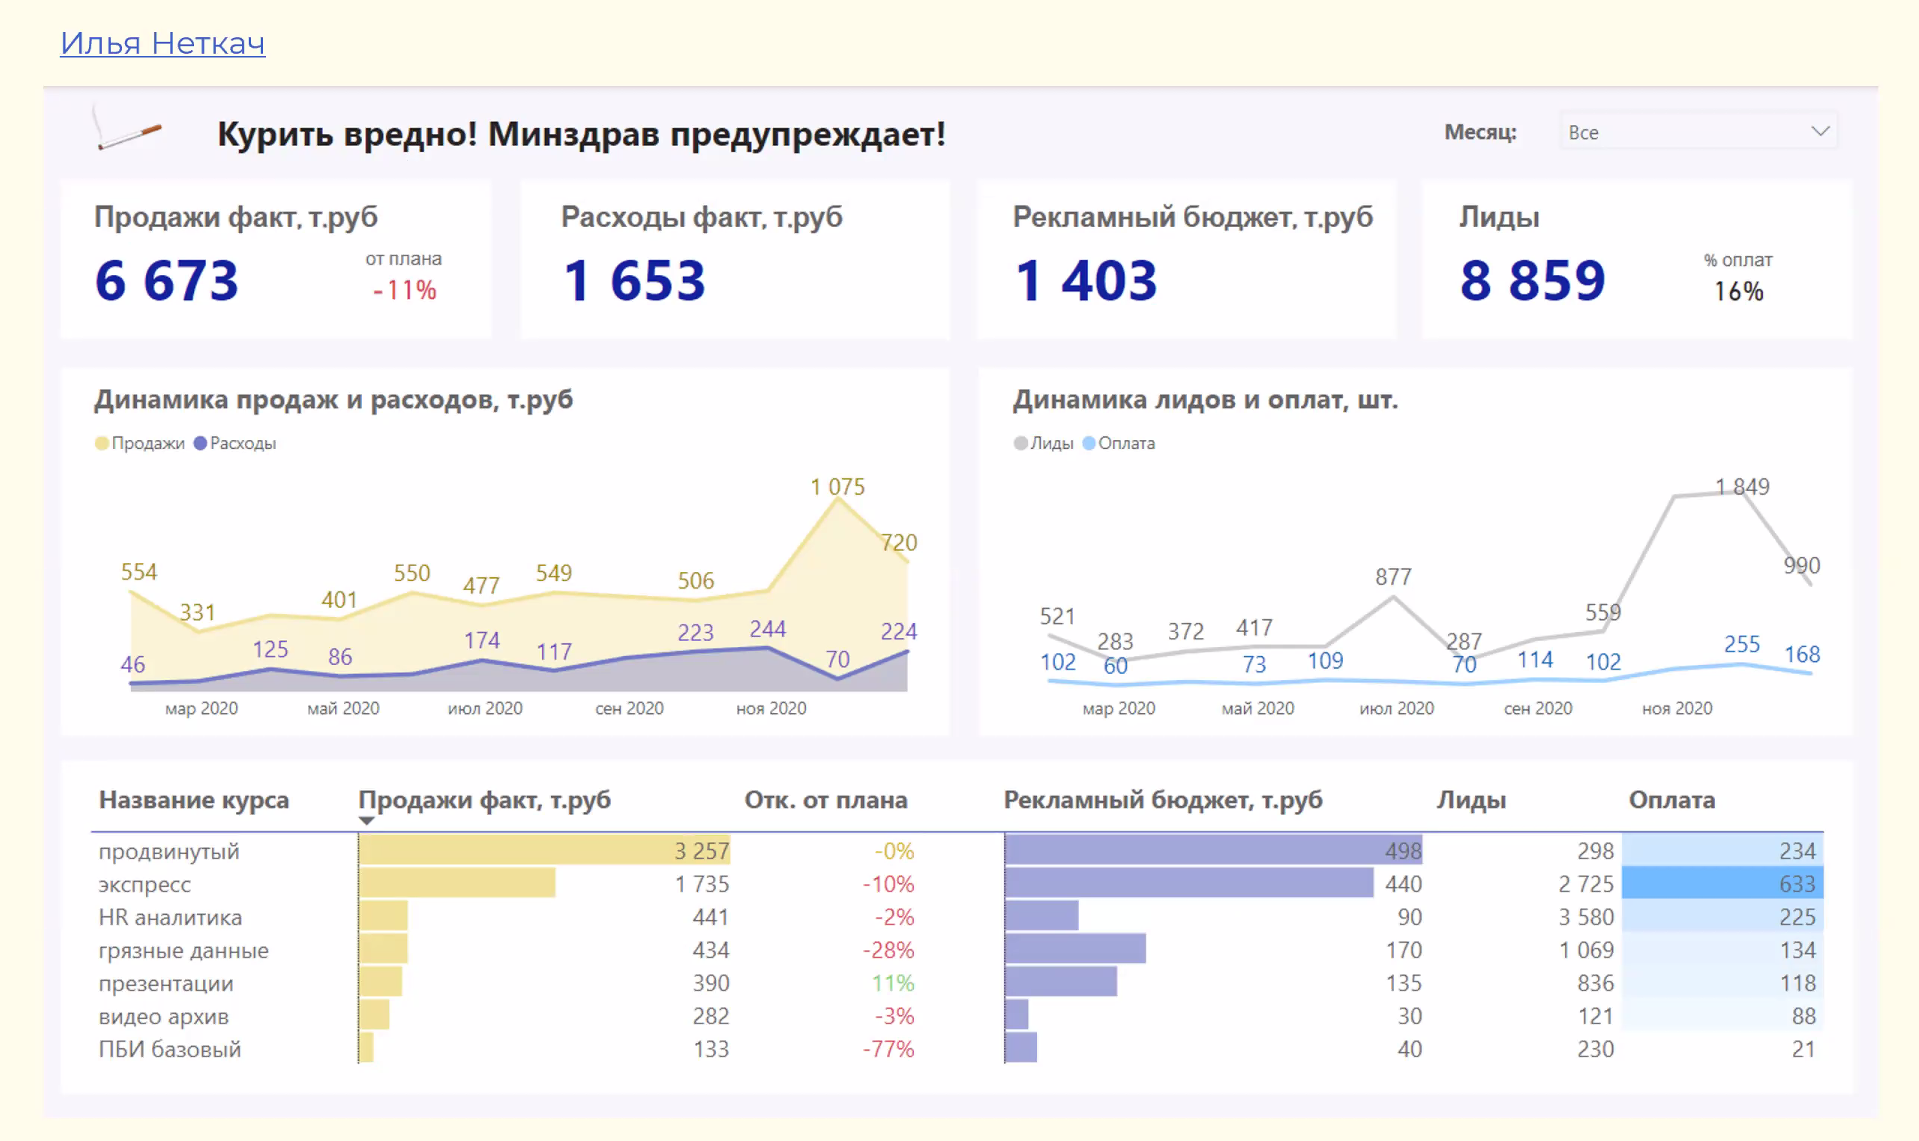 Илья Неткач
Курить вредно! Минздрав предупреждает!
Месяц: Все
Продажи факт, т.руб
6 673
от плана
-11%
Расходы факт, т.руб
1 653
Рекламный бюджет, т.руб
1 403
Лиды
8 859
% оплат
16%
Динамика продаж и расходов, т.руб
Продажи Расходы
1 075
720
554 331 401 550 477 549 506
46 125 86 174 117 223 244 70 224
мар 2020 май 2020 июл 2020 сен 2020 ноя 2020
Динамика лидов и оплат, шт.
Лиды Оплата
1 849
990
521 283 372 417 877 287 559
102 60 73 109 70 114 102 255 168
мар 2020 май 2020 июл 2020 сен 2020 ноя 2020
Название курса Продажи факт, т.руб Отк. от плана Рекламный бюджет, т.руб Лиды Оплата
продвинутый 3 257 -0% 498 298 234
экспресс 1 735 -10% 440 2 725 633
HR аналитика 441 -2% 90 3 580 225
грязные данные 434 -28% 170 1 069 134
презентации 390 11% 135 836 118
видео архив 282 -3% 30 121 88
ПБИ базовый 133 -77% 40 230 21